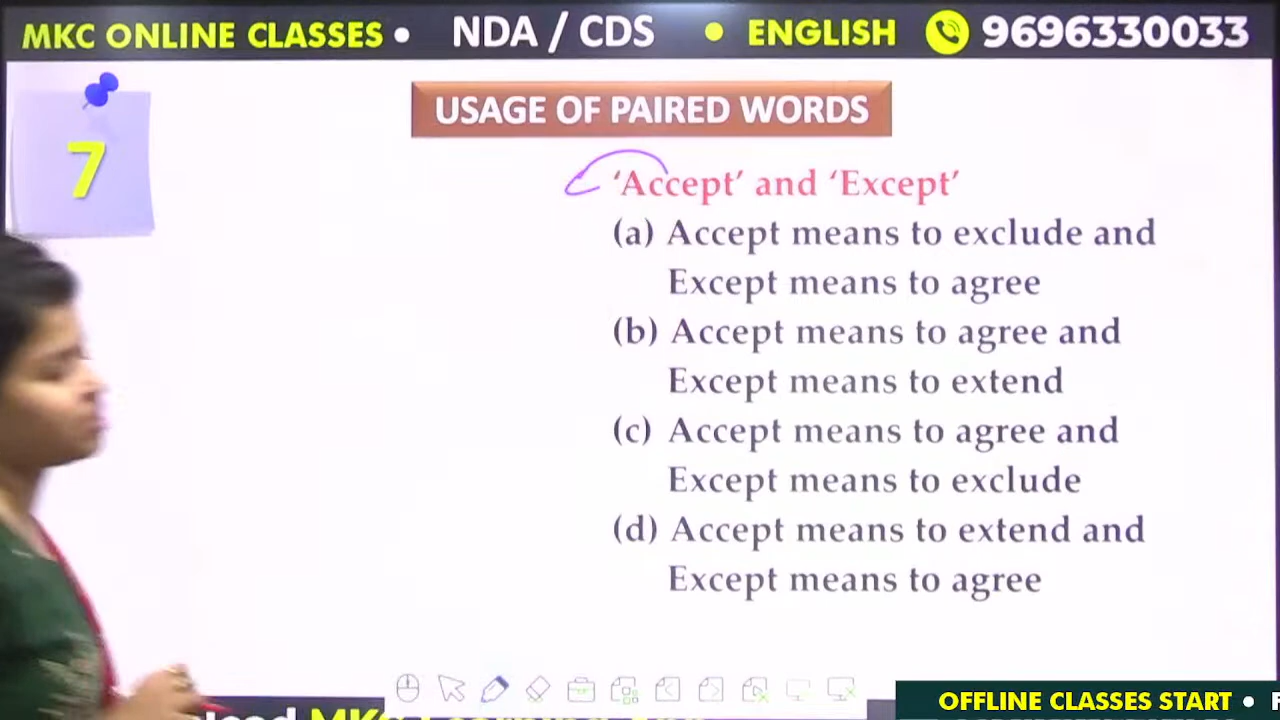 MKC ONLINE CLASSES • NDA / CDS • ENGLISH 9696330033
7
USAGE OF PAIRED WORDS
‘Accept’ and ‘Except’
(a) Accept means to exclude and
Except means to agree
(b) Accept means to agree and
Except means to extend
(c) Accept means to agree and
Except means to exclude
(d) Accept means to extend and
Except means to agree
OFFLINE CLASSES START •